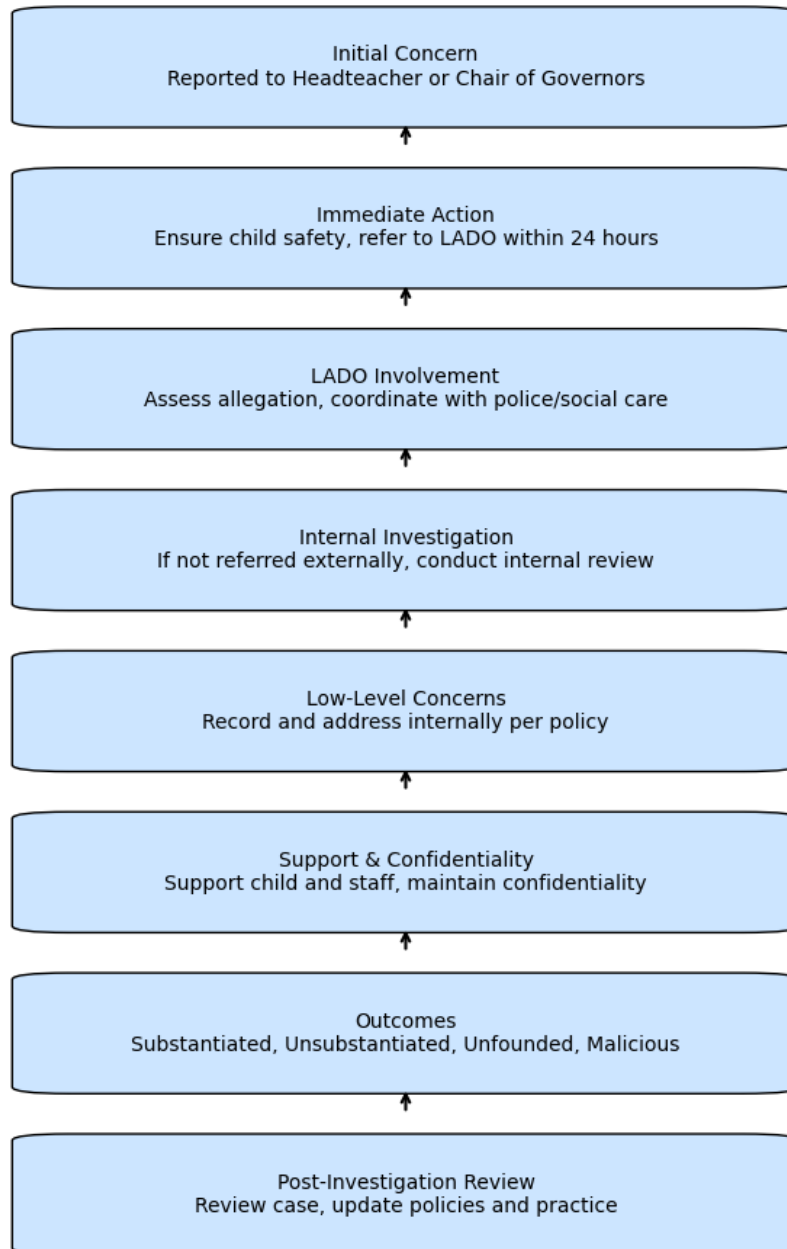 Initial Concern
Reported to Headteacher or Chair of Governors
Immediate Action
Ensure child safety, refer to LADO within 24 hours
LADO Involvement
Assess allegation, coordinate with police/social care
Internal Investigation
If not referred externally, conduct internal review
Low-Level Concerns
Record and address internally per policy
Support & Confidentiality
Support child and staff, maintain confidentiality
Outcomes
Substantiated, Unsubstantiated, Unfounded, Malicious
Post-Investigation Review
Review case, update policies and practice